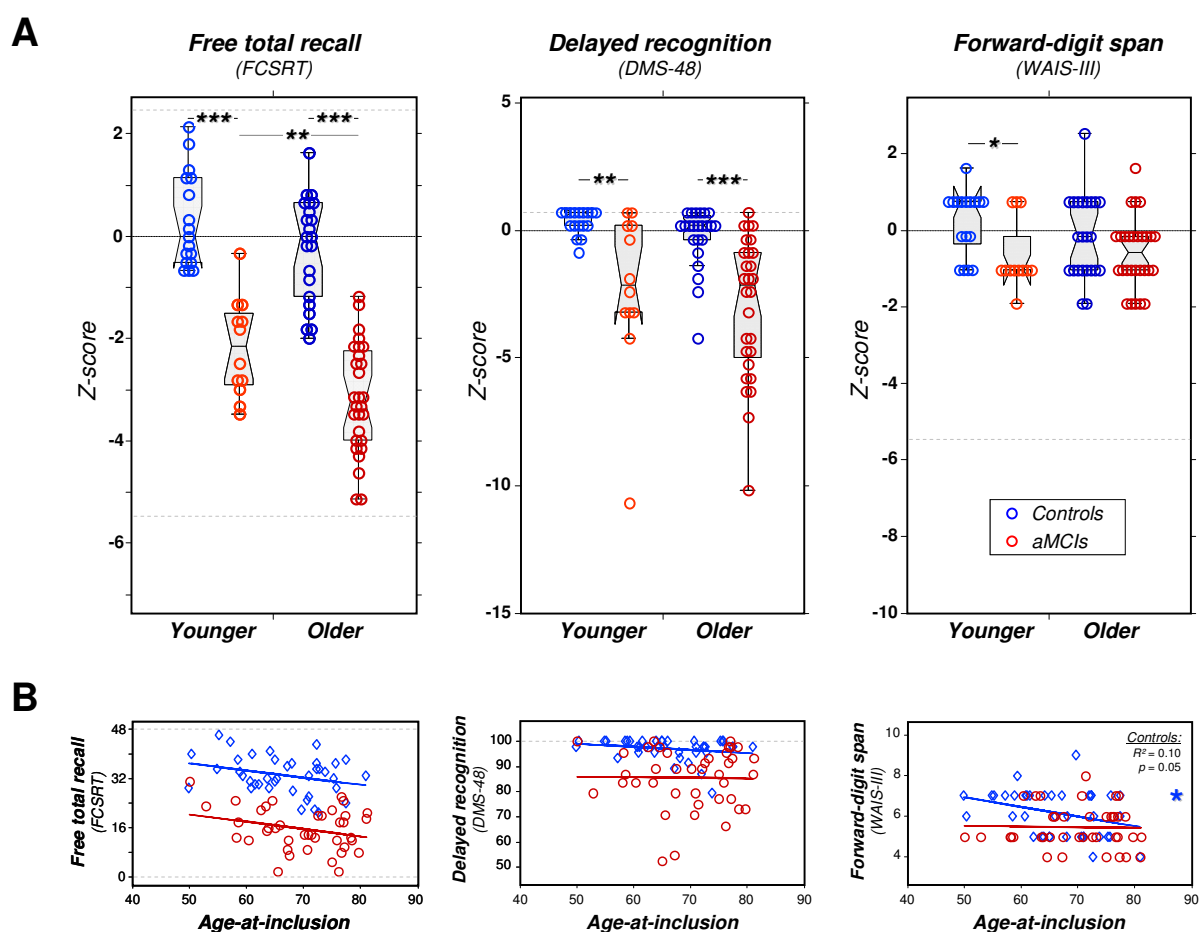 A
Free total recall
(FCSRT)
Delayed recognition
(DMS-48)
Forward-digit span
(WAIS-III)
Z-score
2
0
-2
-4
-6
***
***
**
Younger
Older
Z-score
5
0
-5
-10
-15
**
***
Younger
Older
Z-score
2
0
-2
-4
-6
-8
-10
*
Controls
aMCIs
Younger
Older
B
Free total recall
(FCSRT)
48
32
16
0
40 50 60 70 80 90
Age-at-inclusion
Delayed recognition
(DMS-48)
100
90
80
70
60
50
40 50 60 70 80 90
Age-at-inclusion
Forward-digit span
(WAIS-III)
10
8
6
4
Controls:
R² = 0.10
p = 0.05
*
40 50 60 70 80 90
Age-at-inclusion